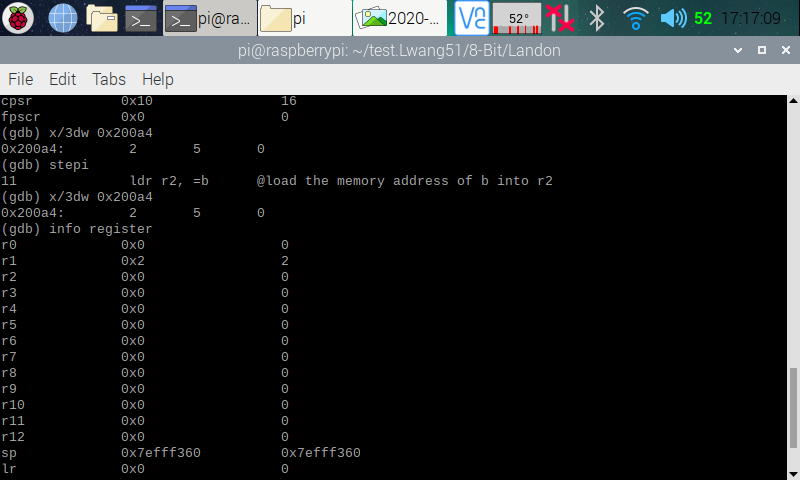 pi@ra... pi 2020-... 52° 52 17:17:09
pi@raspberrypi: ~/test.Lwang51/8-Bit/Landon
File Edit Tabs Help
cpsr 0x10 16
fpscr 0x0 0
(gdb) x/3dw 0x200a4
0x200a4: 2 5 0
(gdb) stepi
11 ldr r2, =b @load the memory address of b into r2
(gdb) x/3dw 0x200a4
0x200a4: 2 5 0
(gdb) info register
r0 0x0 0
r1 0x2 2
r2 0x0 0
r3 0x0 0
r4 0x0 0
r5 0x0 0
r6 0x0 0
r7 0x0 0
r8 0x0 0
r9 0x0 0
r10 0x0 0
r11 0x0 0
r12 0x0 0
sp 0x7efff360 0x7efff360
lr 0x0 0